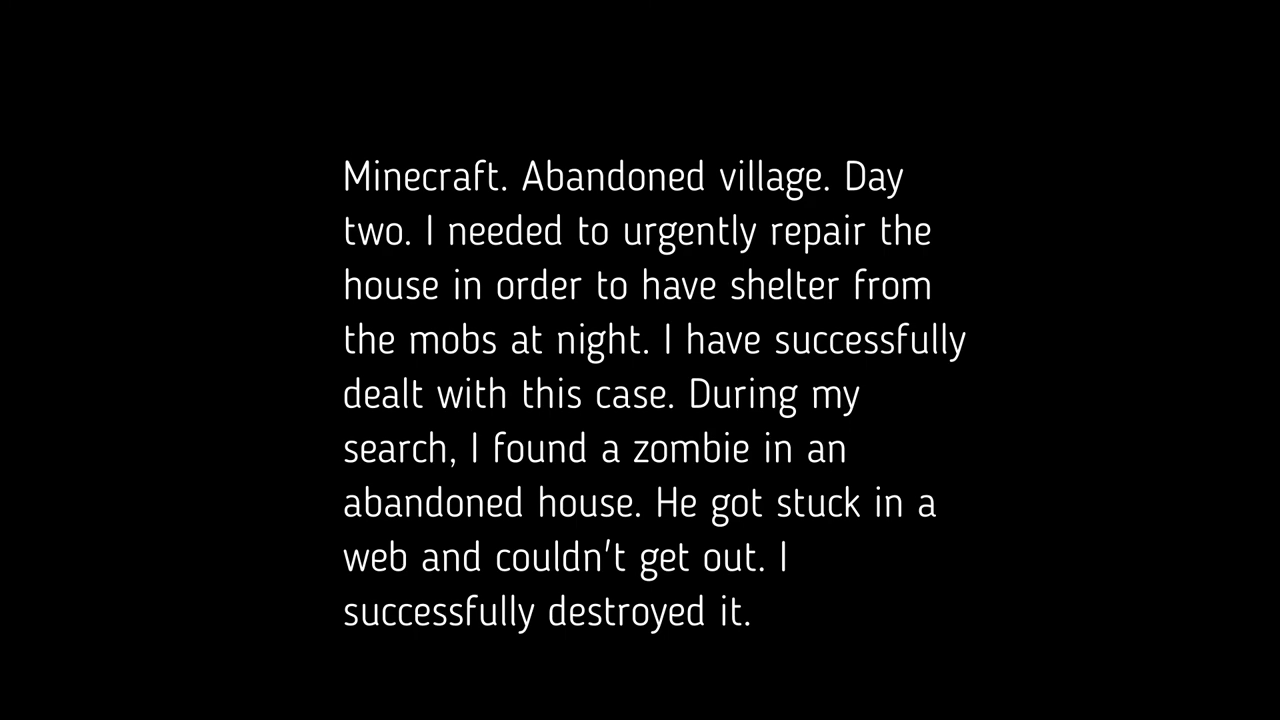 Minecraft. Abandoned village. Day
two. I needed to urgently repair the
house in order to have shelter from
the mobs at night. I have successfully
dealt with this case. During my
search, I found a zombie in an
abandoned house. He got stuck in a
web and couldn't get out. I
successfully destroyed it.